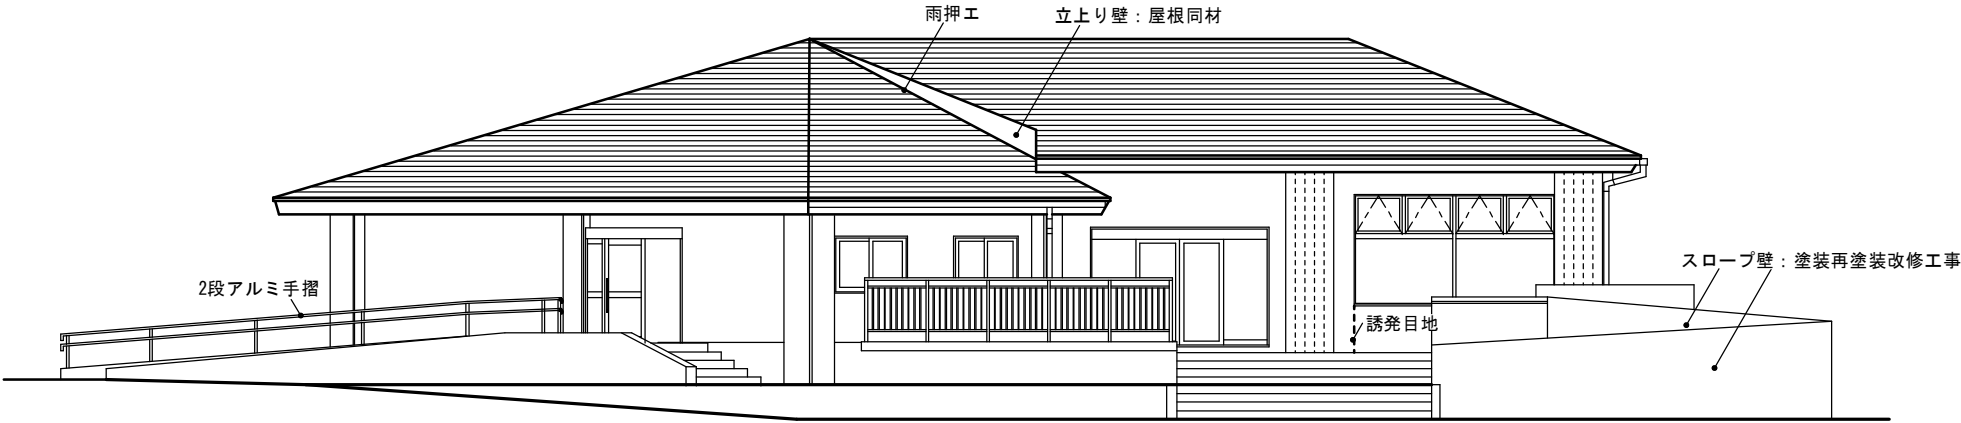 雨押エ
立上り壁：屋根同材
スロープ壁：塗装再塗装改修工事
2段アルミ手摺
誘発目地